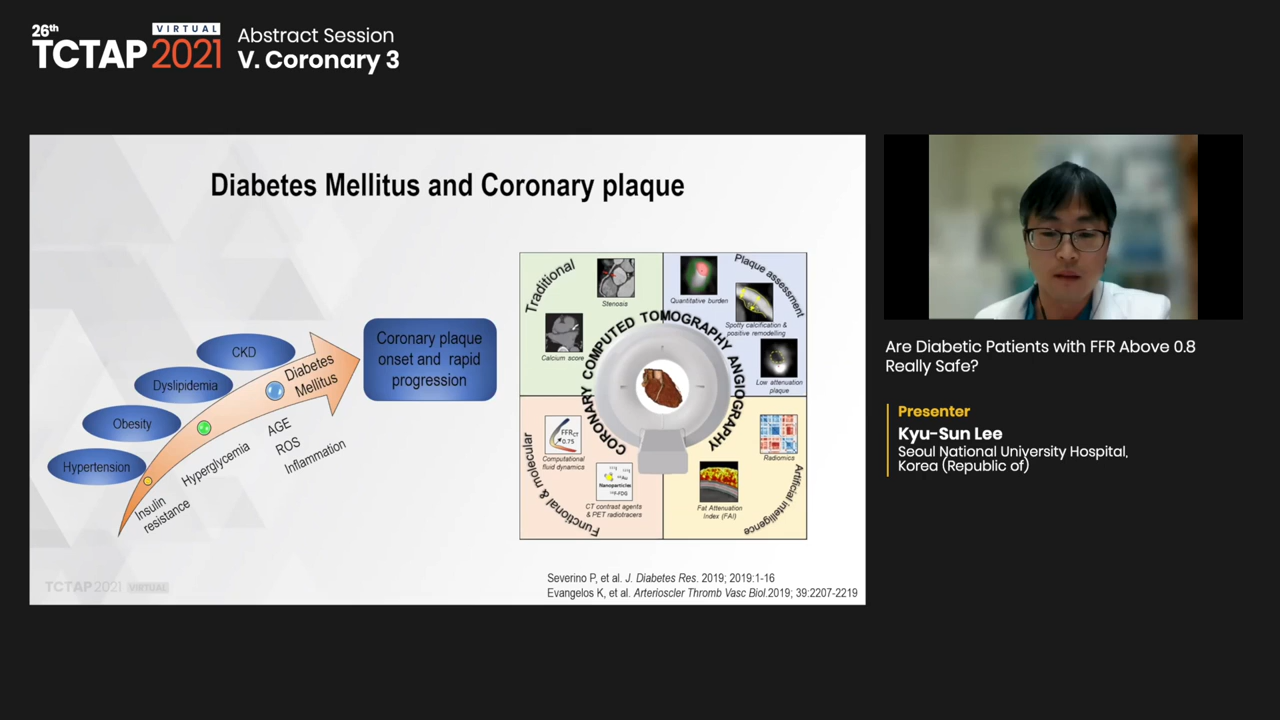 26th
VIRTUAL
TCTAP 2021
Abstract Session
V. Coronary 3
Diabetes Mellitus and Coronary plaque
CKD
Dyslipidemia
Obesity
Hypertension
Insulin
resistance
Hyperglycemia
AGE
ROS
Inflammation
Diabetes
Mellitus
Coronary plaque
onset and rapid
progression
Traditional
Stenosis
Calcium score
Plaque assessment
Quantitative burden
Spotty calcification &
positive remodelling
Low attenuation
plaque
CORONARY COMPUTED TOMOGRAPHY ANGIOGRAPHY
Functional & molecular
FFRCT
0.75
Computational
fluid dynamics
Nanoparticles
18F-FDG
CT contrast agents
& PET radiotracers
Artificial intelligence
Radiomics
Fat Attenuation
Index (FAI)
Severino P, et al. J. Diabetes Res. 2019; 2019:1-16
Evangelos K, et al. Arterioscler Thromb Vasc Biol.2019; 39:2207-2219
TCTAP 2021 VIRTUAL
Are Diabetic Patients with FFR Above 0.8
Really Safe?
Presenter
Kyu-Sun Lee
Seoul National University Hospital,
Korea (Republic of)